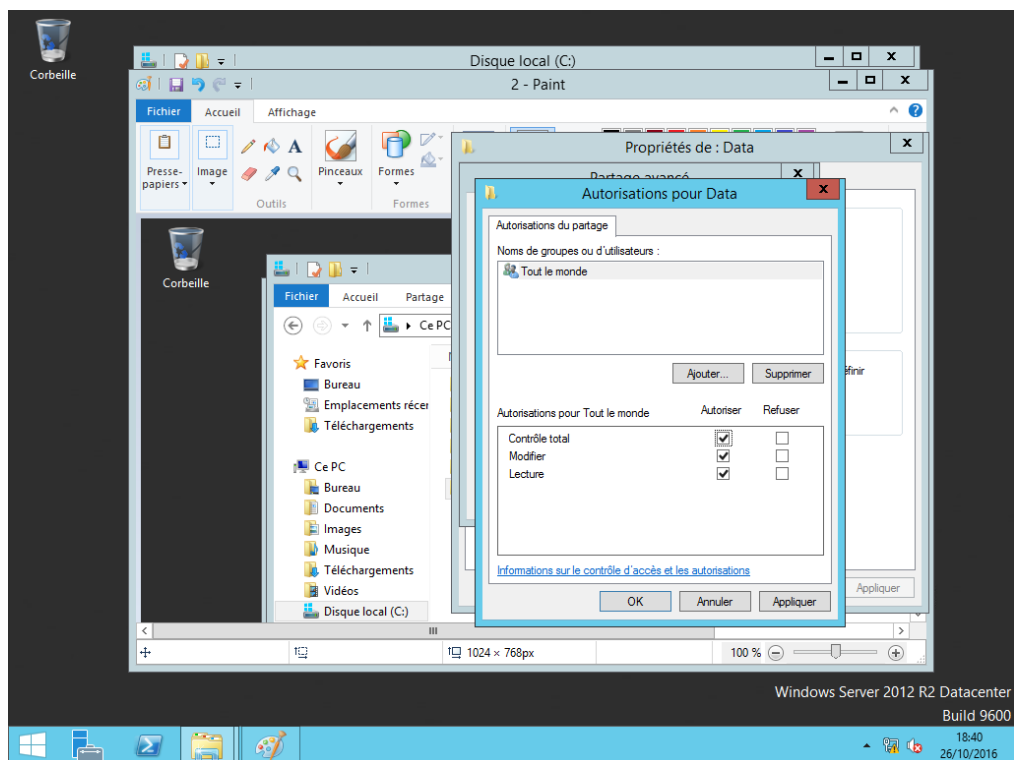 Corbeille
Disque local (C:)
2 - Paint
Fichier Accueil Affichage
Presse-papiers
Image
Outils
Pinceaux
Formes
Formes
Propriétés de : Data
Partage avancé
Autorisations pour Data
Autorisations du partage
Noms de groupes ou d'utilisateurs :
Tout le monde
Ajouter... Supprimer
Autorisations pour Tout le monde Autoriser Refuser
Contrôle total
Modifier
Lecture
Informations sur le contrôle d'accès et les autorisations
OK Annuler Appliquer
Appliquer
Corbeille
Fichier Accueil Partage
Ce PC
Favoris
Bureau
Emplacements récer
Téléchargements
Ce PC
Bureau
Documents
Images
Musique
Téléchargements
Vidéos
Disque local (C:)
1024 × 768px
100 %
Windows Server 2012 R2 Datacenter
Build 9600
18:40
26/10/2016